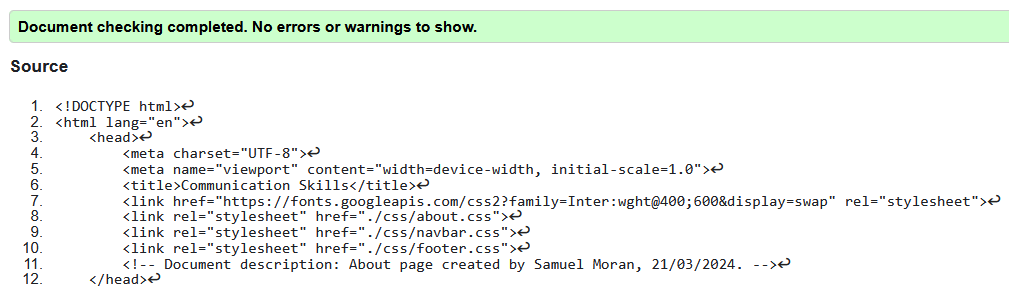 Document checking completed. No errors or warnings to show.
Source
1. <!DOCTYPE html>↩
2. <html lang="en">↩
3.     <head>↩
4.         <meta charset="UTF-8">↩
5.         <meta name="viewport" content="width=device-width, initial-scale=1.0">↩
6.         <title>Communication Skills</title>↩
7.         <link href="https://fonts.googleapis.com/css2?family=Inter:wght@400;600&display=swap" rel="stylesheet">↩
8.         <link rel="stylesheet" href="./css/about.css">↩
9.         <link rel="stylesheet" href="./css/navbar.css">↩
10.         <link rel="stylesheet" href="./css/footer.css">↩
11.         <!-- Document description: About page created by Samuel Moran, 21/03/2024. -->↩
12.     </head>↩